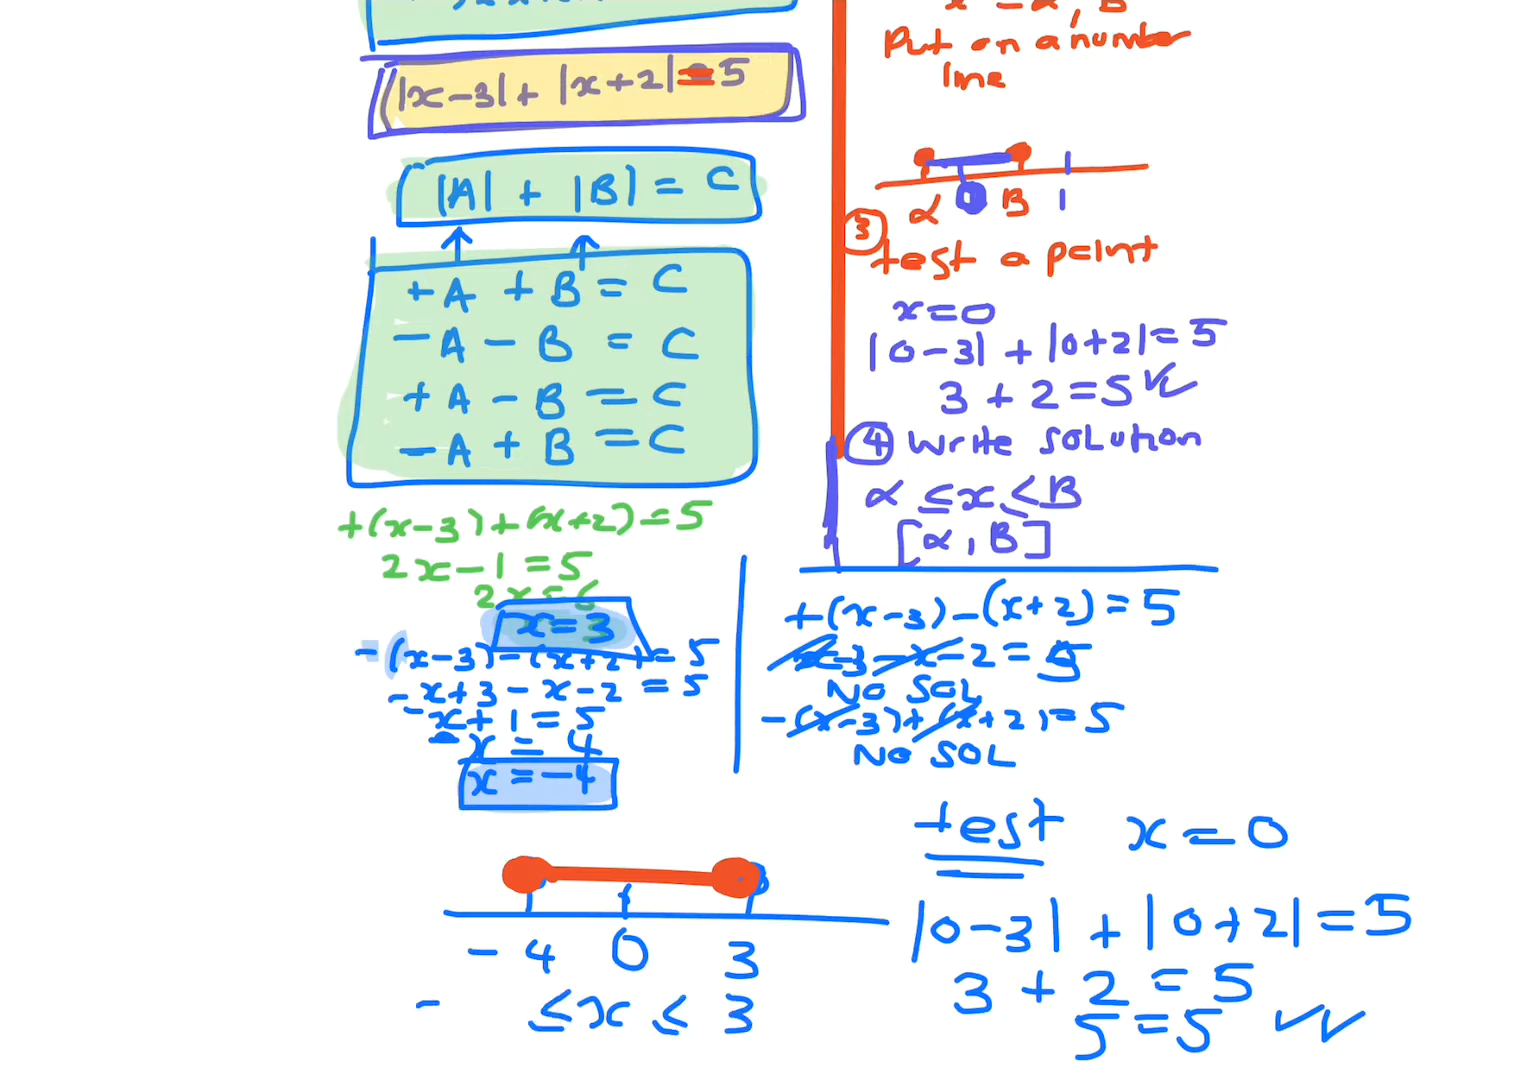 |x-3| + |x+2| = 5
|A| + |B| = C
+A + B = C
-A - B = C
+A - B = C
-A + B = C
+(x-3) + (x+2) = 5
2x - 1 = 5
2x = 6
x = 3
-(x-3) - (x+2) = 5
-x+3 - x-2 = 5
-x + 1 = 5
x = 4
x = -4
Put on a number
line
α 0 B 1
3
test a point
x=0
|0-3| + |0+2| = 5
3 + 2 = 5
4 write solution
α ≤ x ≤ B
[α, B]
+(x-3) - (x+2) = 5
x-3 - x-2 = 5
NO SOL
-(x-3) + (x+2) = 5
NO SOL
-4 0 3
- ≤ x ≤ 3
test x = 0
|0-3| + |0+2| = 5
3 + 2 = 5
5 = 5